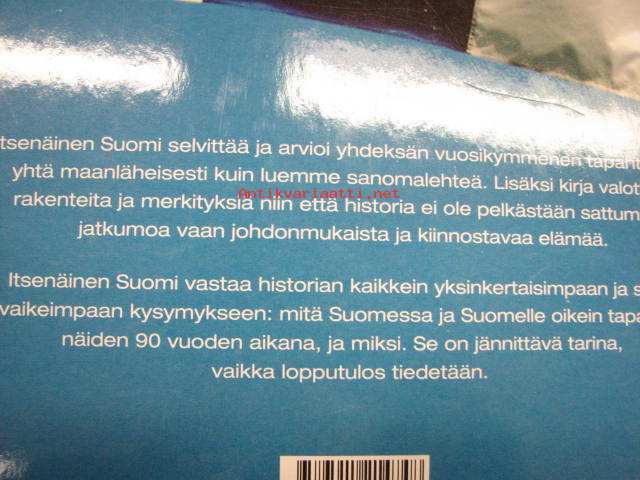 tsenäinen Suomi selvittää ja arvioi yhdeksän vuosikymmenen tapaht
yhtä maanläheisesti kuin luemme sanomalehteä. Lisäksi kirja valot
Antikvariaatti.net
rakenteita ja merkityksiä niin että historia ei ole pelkästään sattum
jatkumoa vaan johdonmukaista ja kiinnostavaa elämää.
Itsenäinen Suomi vastaa historian kaikkein yksinkertaisimpaan ja s
vaikeimpaan kysymykseen: mitä Suomessa ja Suomelle oikein tapa
näiden 90 vuoden aikana, ja miksi. Se on jännittävä tarina,
vaikka lopputulos tiedetään.